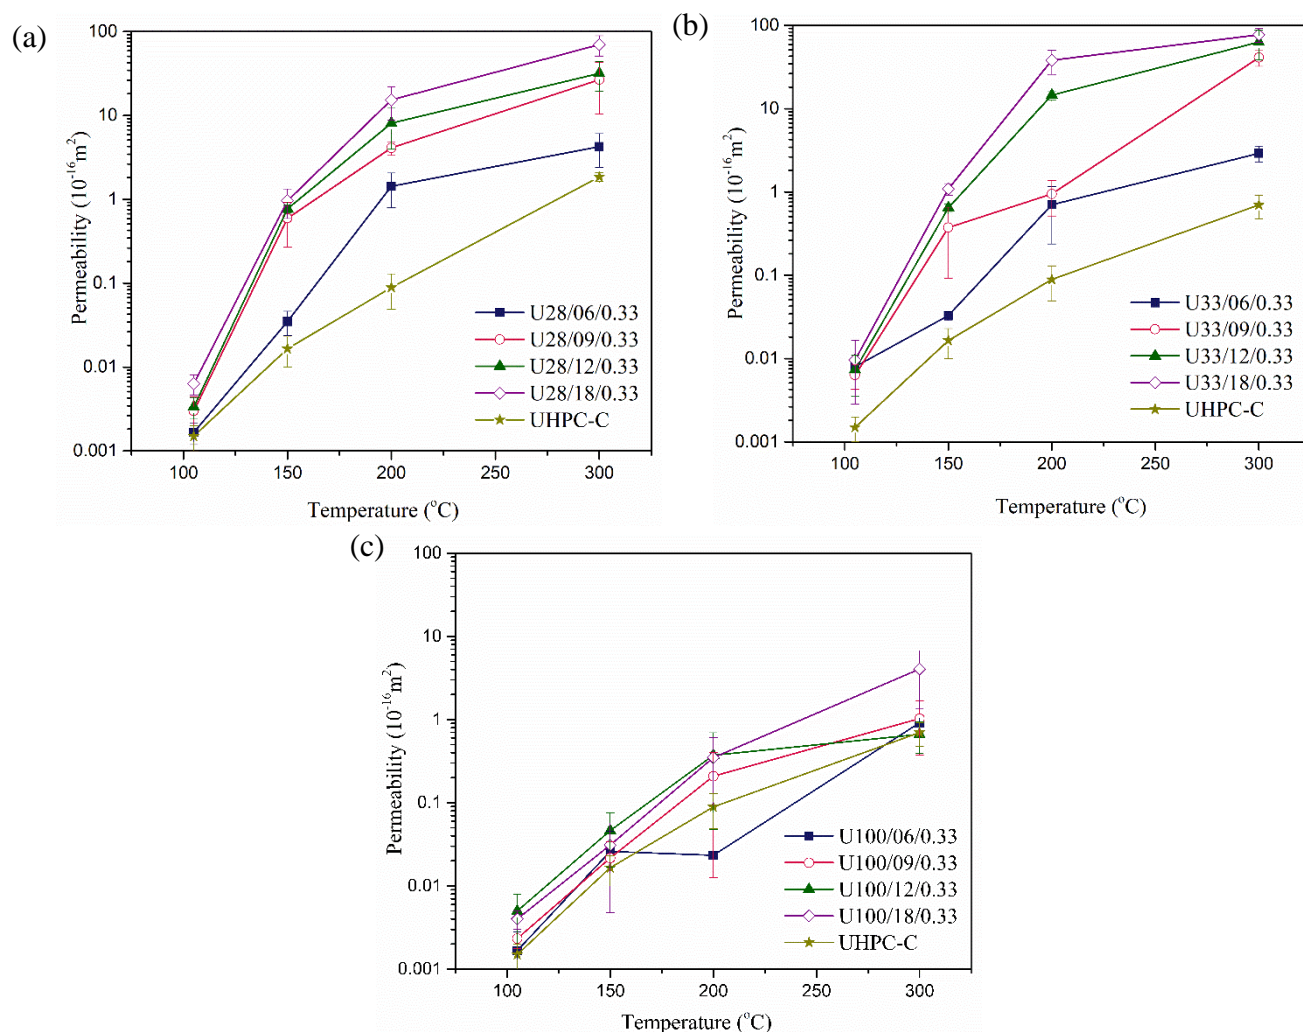 (a)
100
10
1
0.1
0.01
0.001
Permeability (10⁻¹⁶m²)
U28/06/0.33
U28/09/0.33
U28/12/0.33
U28/18/0.33
UHPC-C
100 150 200 250 300
Temperature (°C)
(b)
100
10
1
0.1
0.01
0.001
Permeability (10⁻¹⁶m²)
U33/06/0.33
U33/09/0.33
U33/12/0.33
U33/18/0.33
UHPC-C
100 150 200 250 300
Temperature (°C)
(c)
100
10
1
0.1
0.01
0.001
Permeability (10⁻¹⁶m²)
U100/06/0.33
U100/09/0.33
U100/12/0.33
U100/18/0.33
UHPC-C
100 150 200 250 300
Temperature (°C)